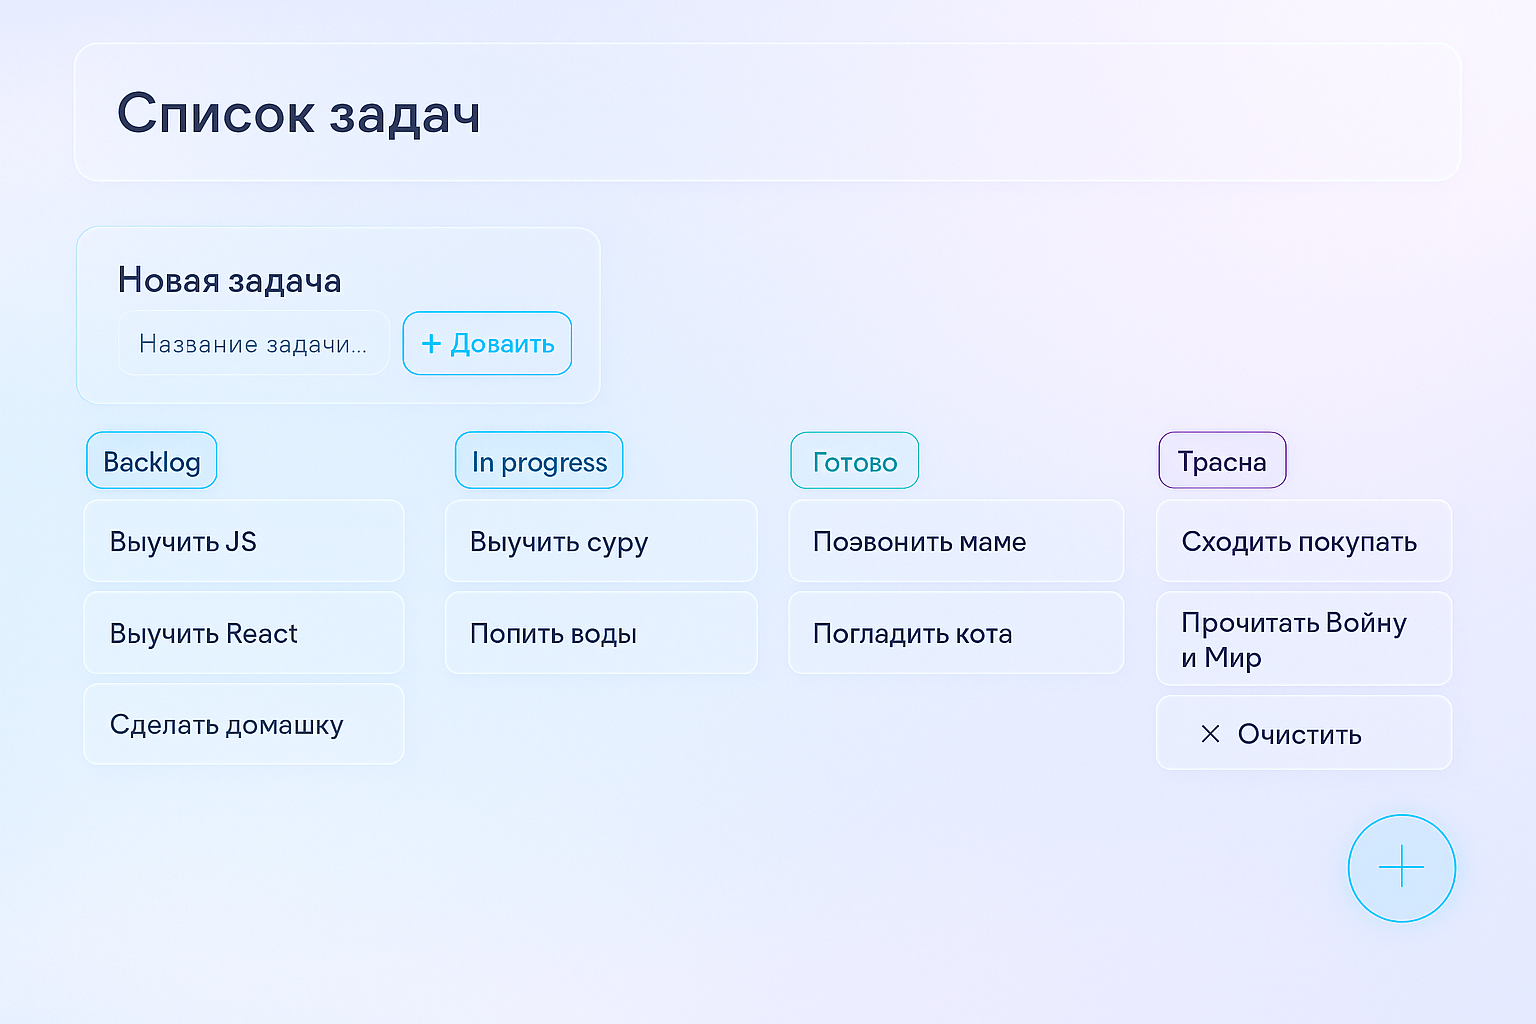 Список задач
Новая задача
Название задачи...
+ Доваить
Backlog
Выучить JS
Выучить React
Сделать домашку
In progress
Выучить суру
Попить воды
Готово
Поэвонить маме
Погладить кота
Трасна
Сходить покупать
Прочитать Войну
и Мир
× Очистить
+